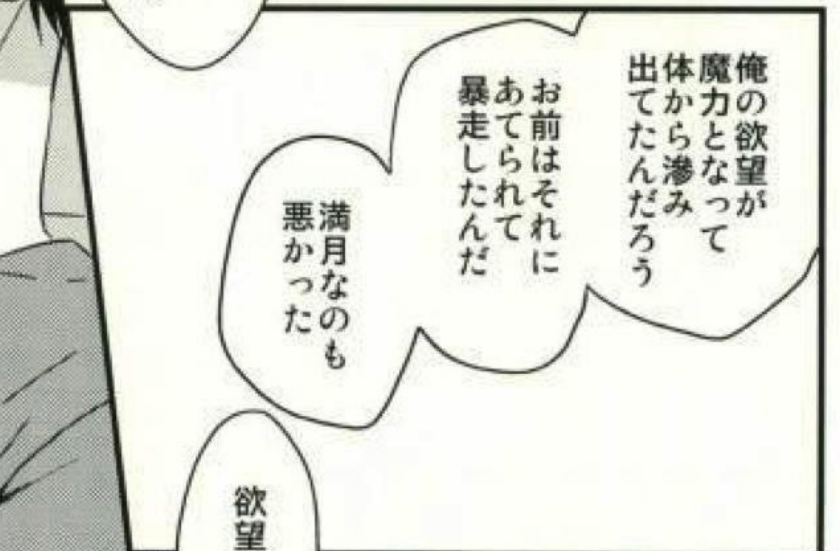 俺の欲望が
魔力となって
体から滲み
出てたんだろう
お前はそれに
あてられて
暴走したんだ
満月なのも
悪かった
欲望